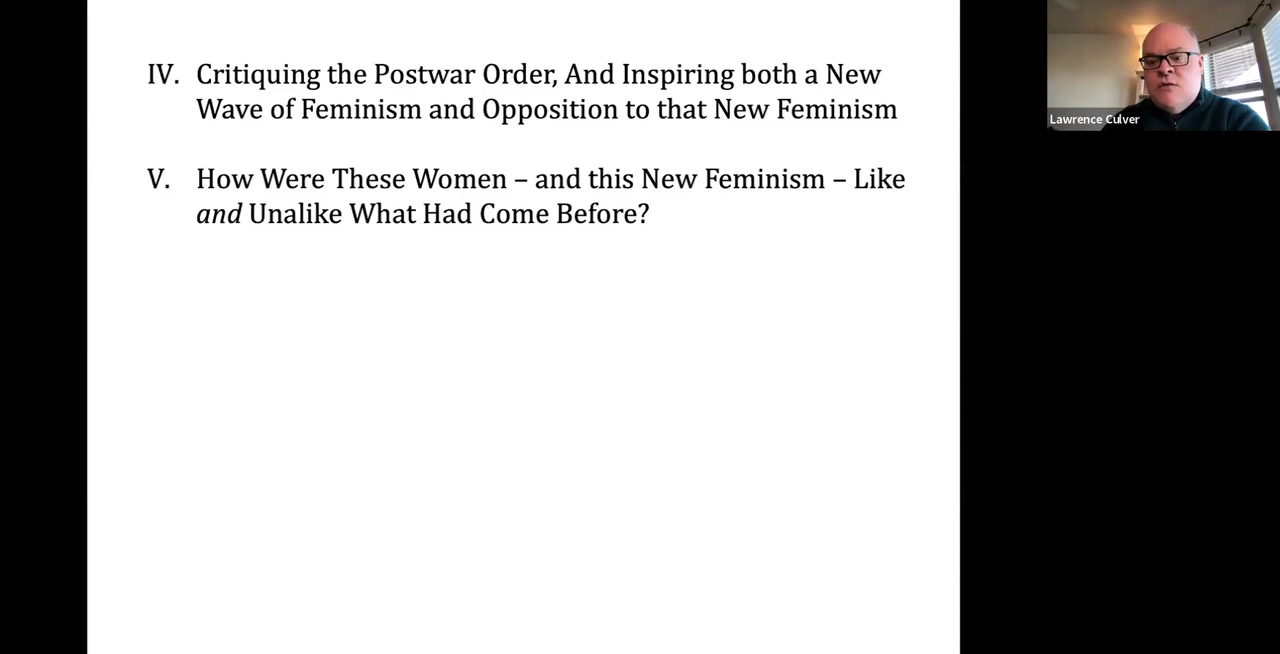 IV. Critiquing the Postwar Order, And Inspiring both a New
Wave of Feminism and Opposition to that New Feminism
V. How Were These Women – and this New Feminism – Like
and Unalike What Had Come Before?
Lawrence Culver